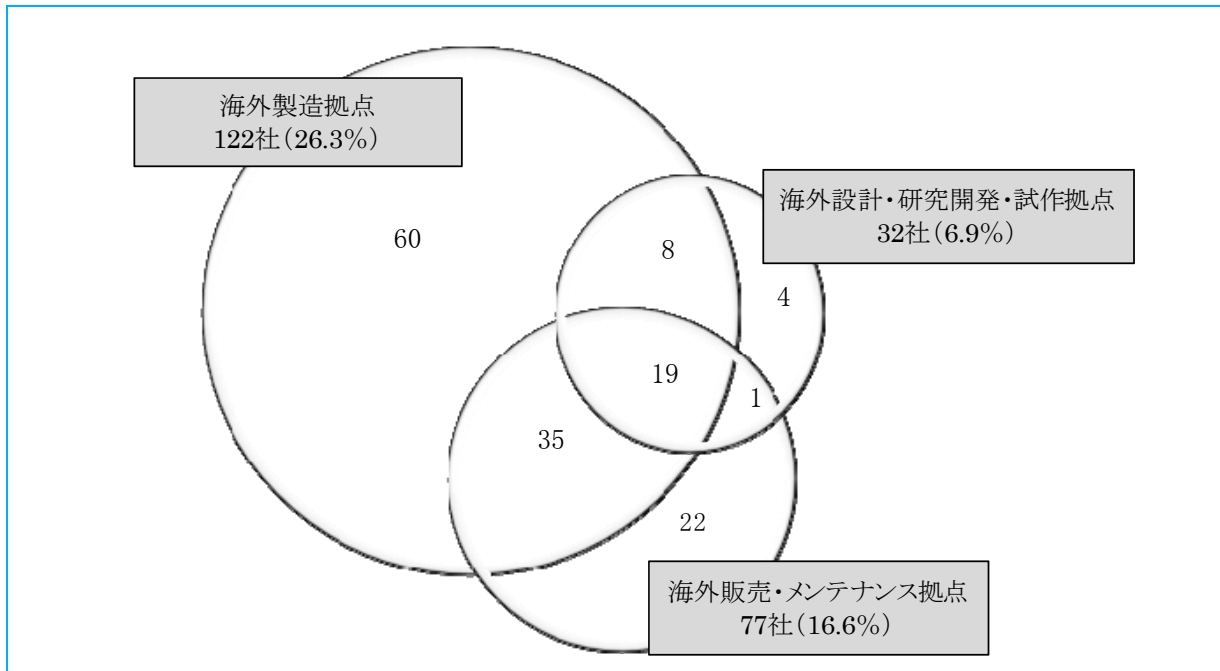 海外製造拠点
122社(26.3%)
海外設計・研究開発・試作拠点
32社(6.9%)
60
8
4
19
1
35
22
海外販売・メンテナンス拠点
77社(16.6%)